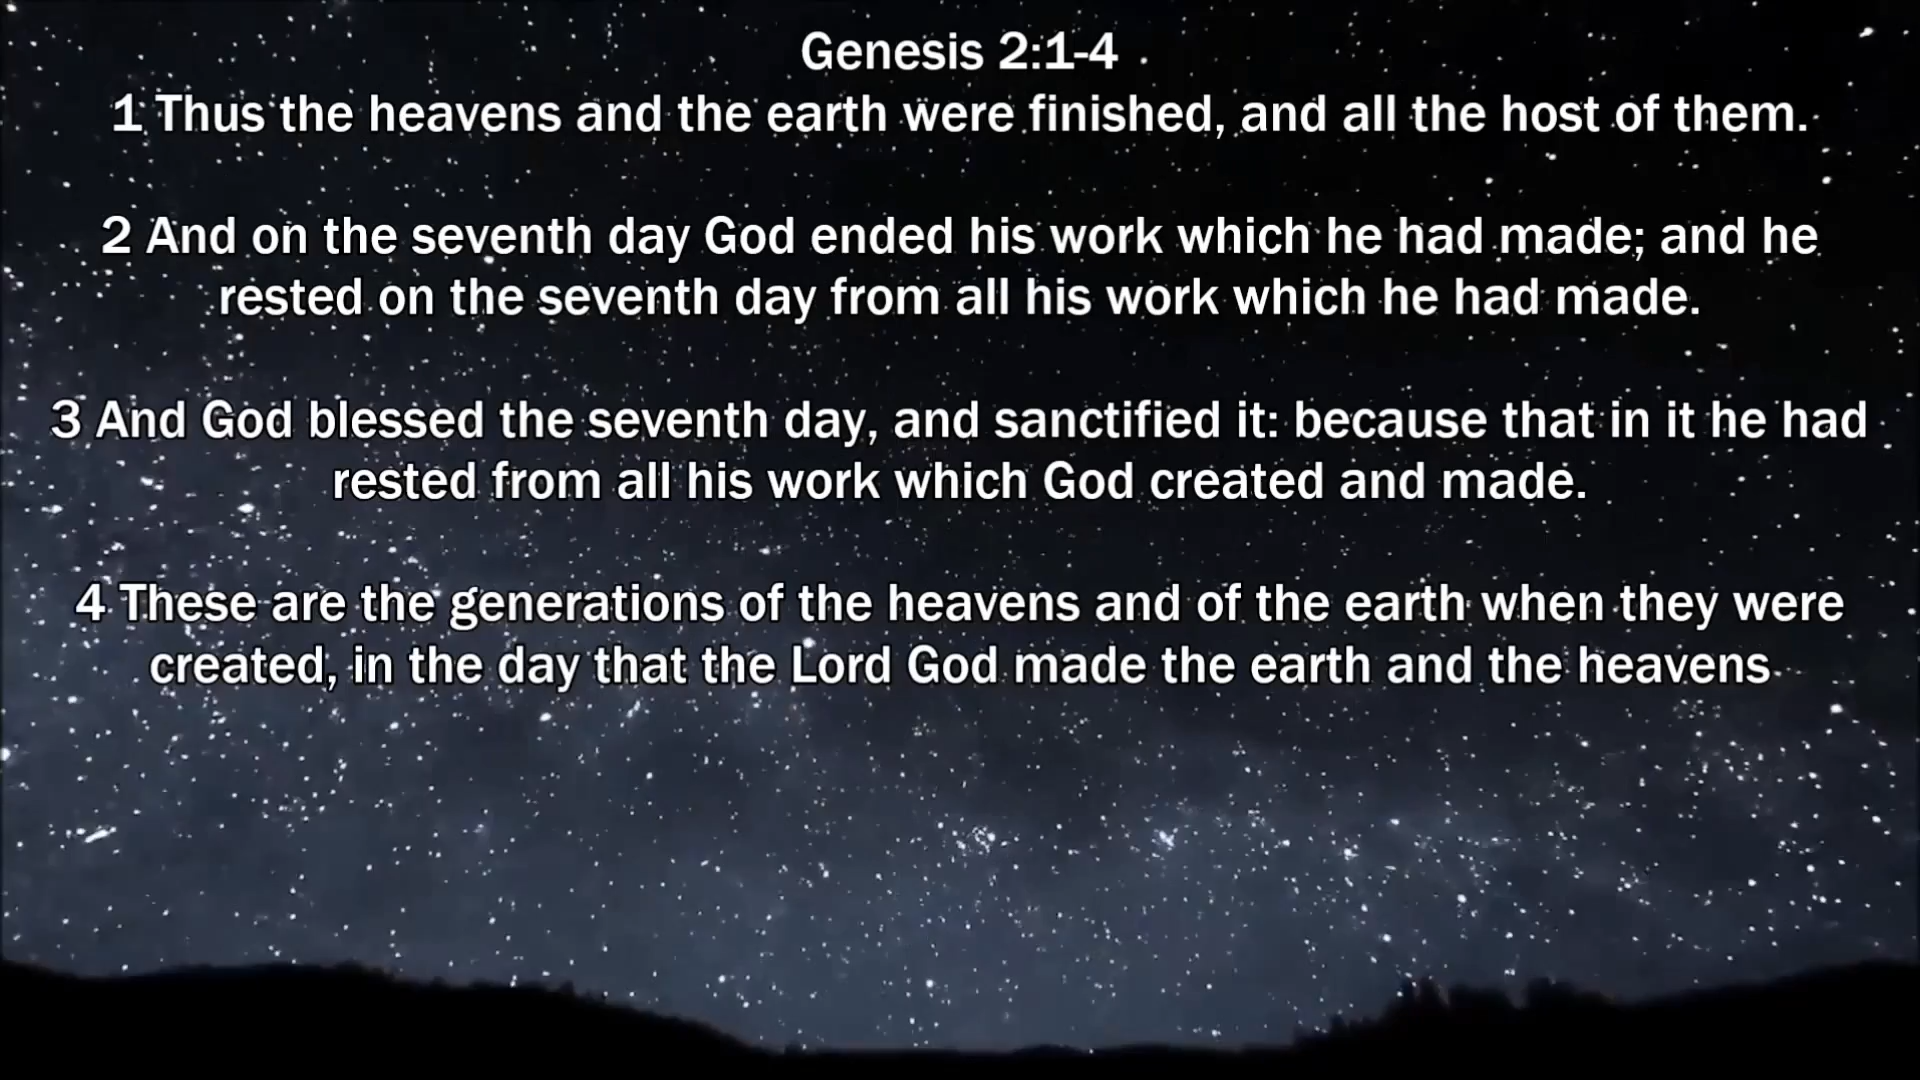 Genesis 2:1-4
1 Thus the heavens and the earth were finished, and all the host of them.
2 And on the seventh day God ended his work which he had made; and he
rested on the seventh day from all his work which he had made.
3 And God blessed the seventh day, and sanctified it: because that in it he had
rested from all his work which God created and made.
4 These are the generations of the heavens and of the earth when they were
created, in the day that the Lord God made the earth and the heavens